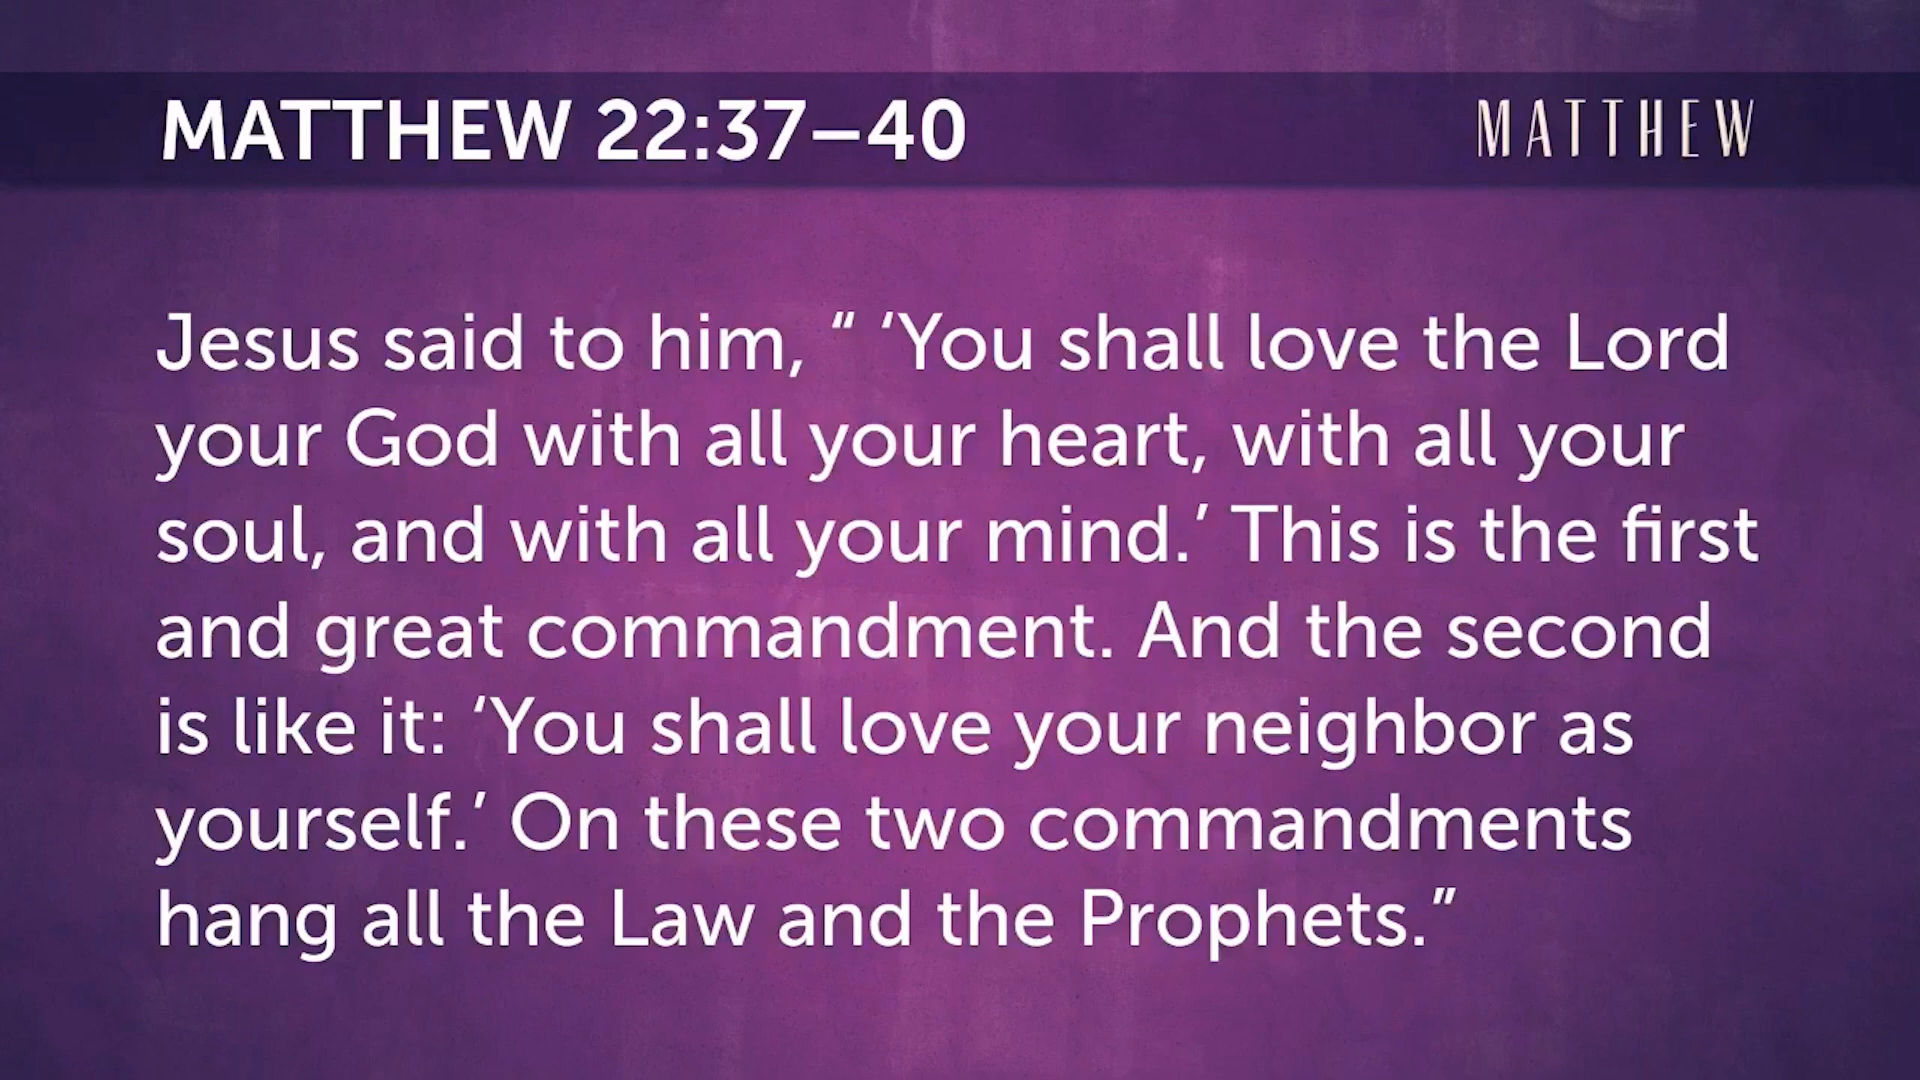 MATTHEW 22:37–40
MATTHEW
Jesus said to him, “ ‘You shall love the Lord
your God with all your heart, with all your
soul, and with all your mind.’ This is the first
and great commandment. And the second
is like it: ‘You shall love your neighbor as
yourself.’ On these two commandments
hang all the Law and the Prophets.”